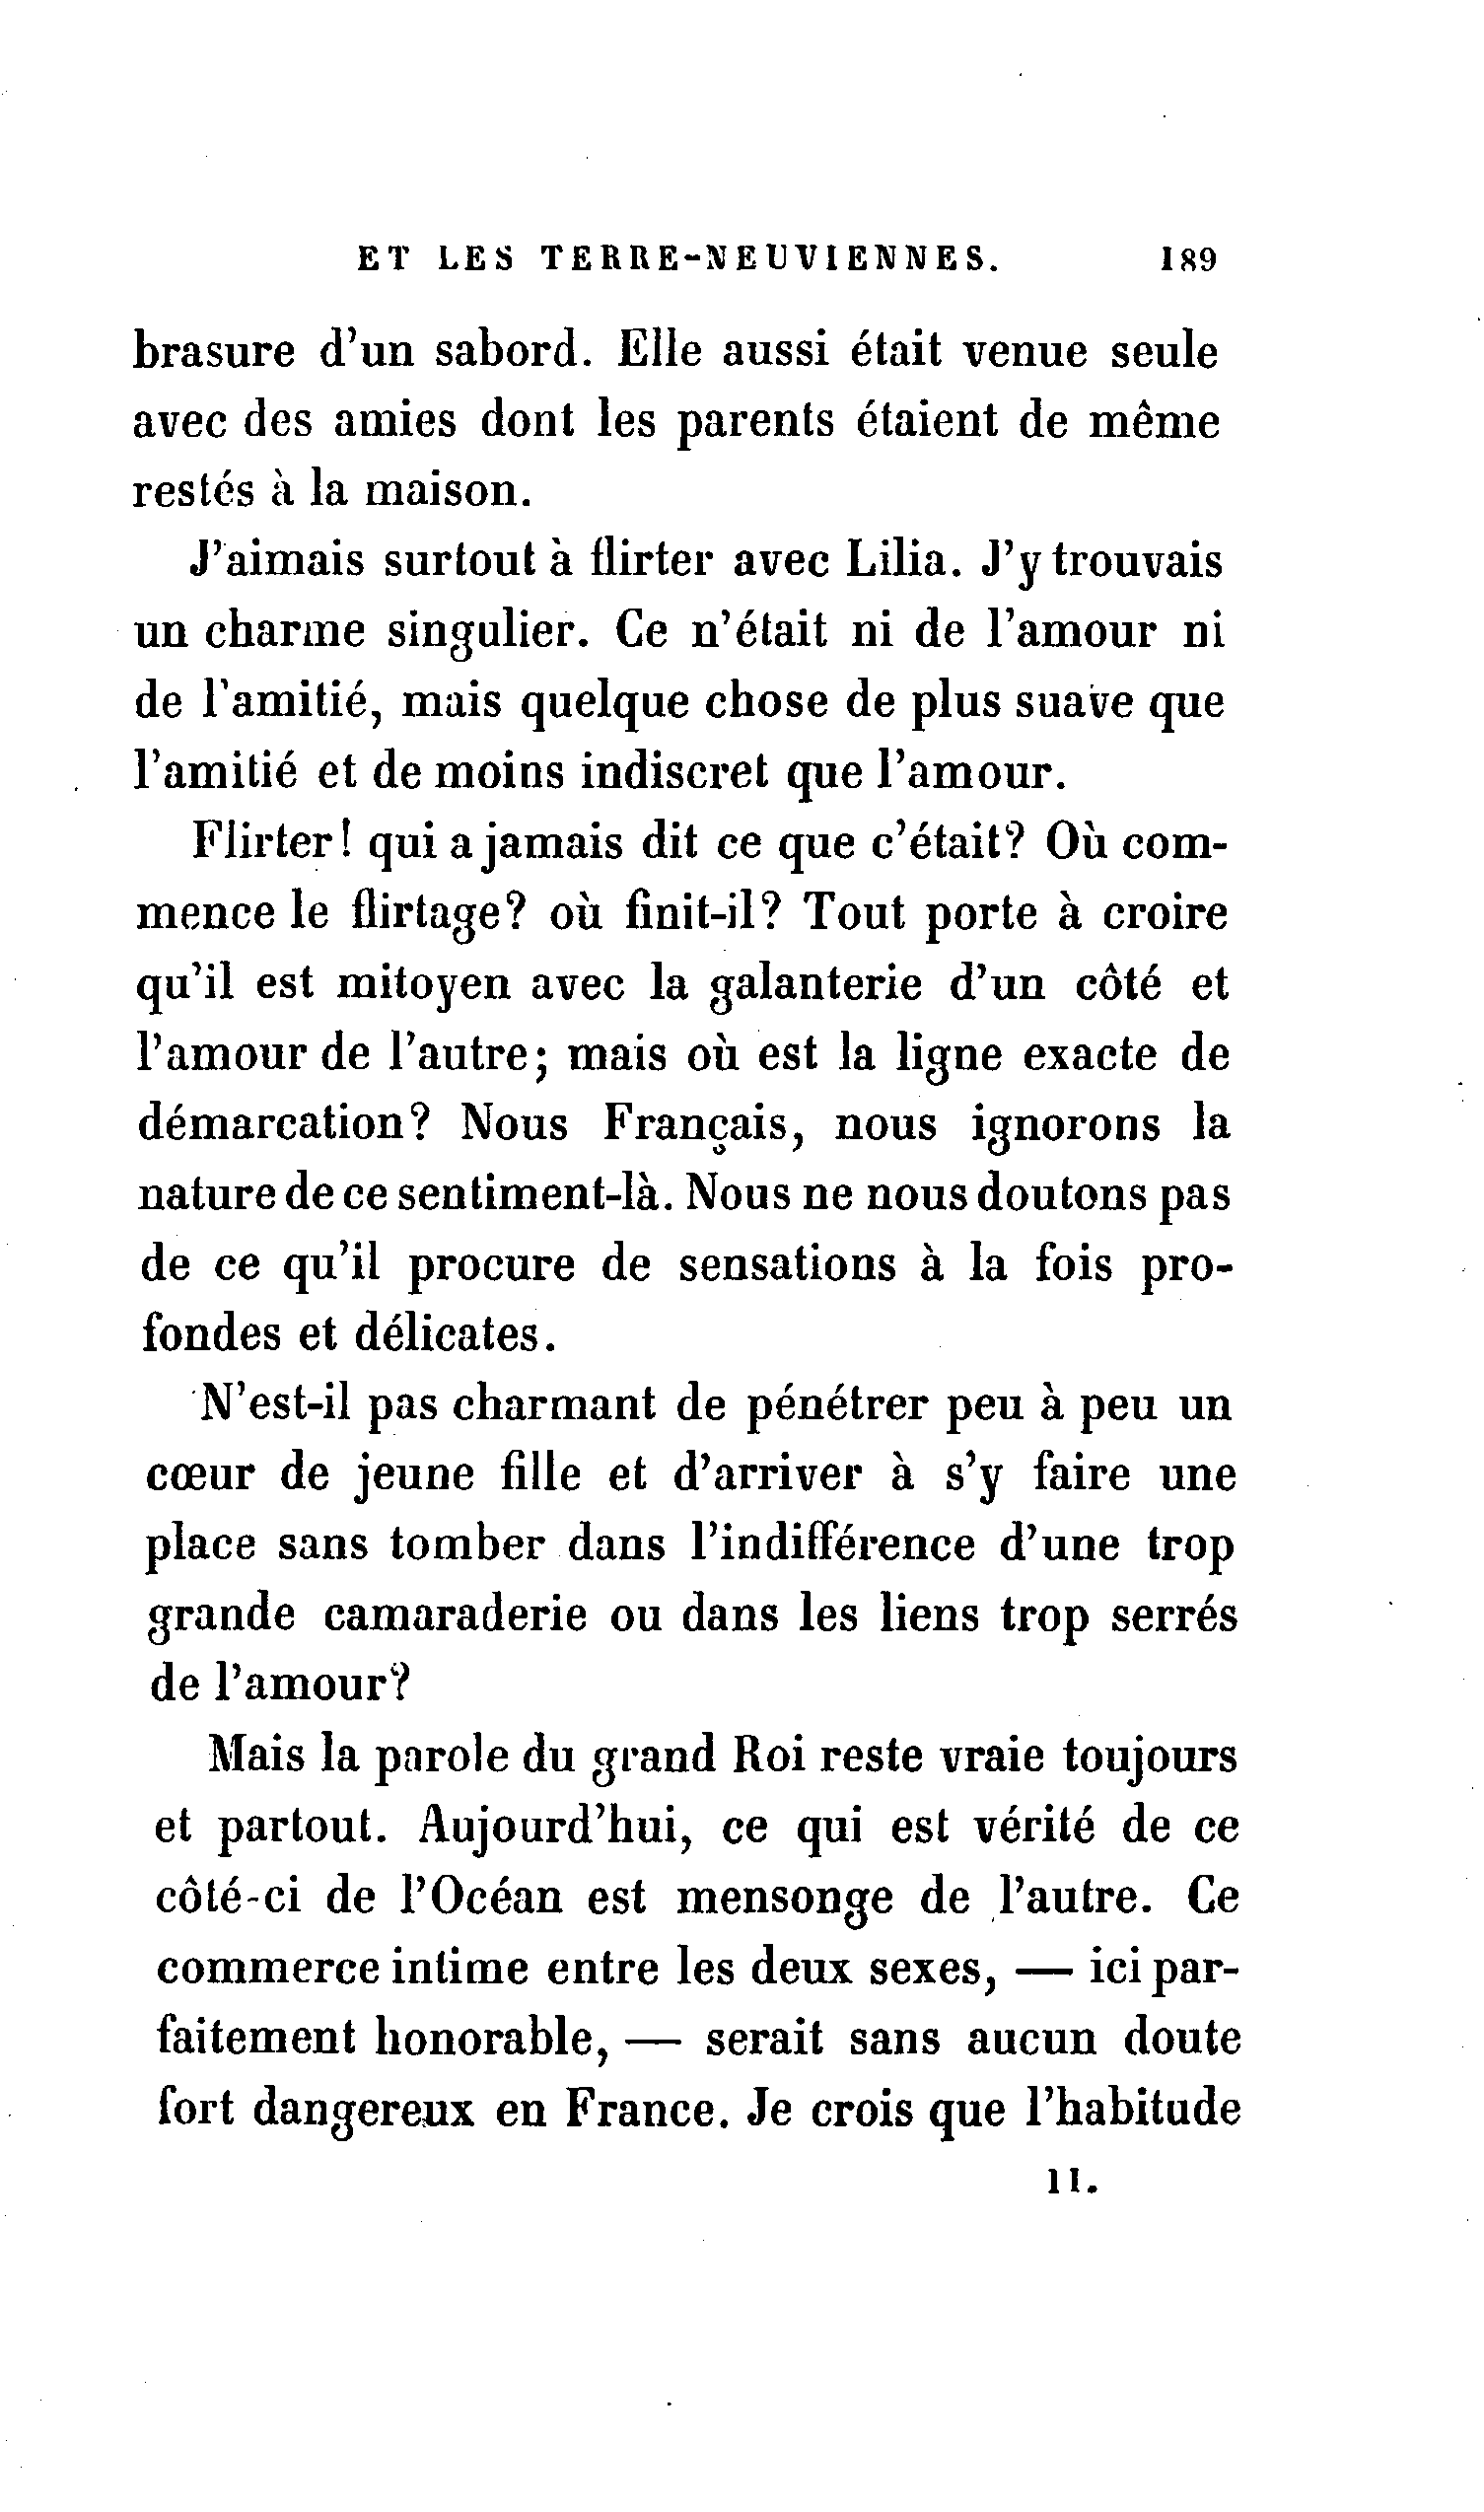 ET LES TERRE-NEUVIENNES. 189
brasure d'un sabord. Elle aussi était venue seule
avec des amies dont les parents étaient de même
restés à la maison.
J'aimais surtout à flirter avec Lilia. J'y trouvais
un charme singulier. Ce n'était ni de l'amour ni
de l'amitié, mais quelque chose de plus suave que
l'amitié et de moins indiscret que l'amour.
Flirter! qui a jamais dit ce que c'était? Où com-
mence le flirtage? où finit-il? Tout porte à croire
qu'il est mitoyen avec la galanterie d'un côté et
l'amour de l'autre; mais où est la ligne exacte de
démarcation? Nous Français, nous ignorons la
nature de ce sentiment-là. Nous ne nous doutons pas
de ce qu'il procure de sensations à la fois pro-
fondes et délicates.
N'est-il pas charmant de pénétrer peu à peu un
cœur de jeune fille et d'arriver à s'y faire une
place sans tomber dans l'indifférence d'une trop
grande camaraderie ou dans les liens trop serrés
de l'amour?
Mais la parole du grand Roi reste vraie toujours
et partout. Aujourd'hui, ce qui est vérité de ce
côté-ci de l'Océan est mensonge de l'autre. Ce
commerce intime entre les deux sexes, — ici par-
faitement honorable, — serait sans aucun doute
fort dangereux en France. Je crois que l'habitude
11.